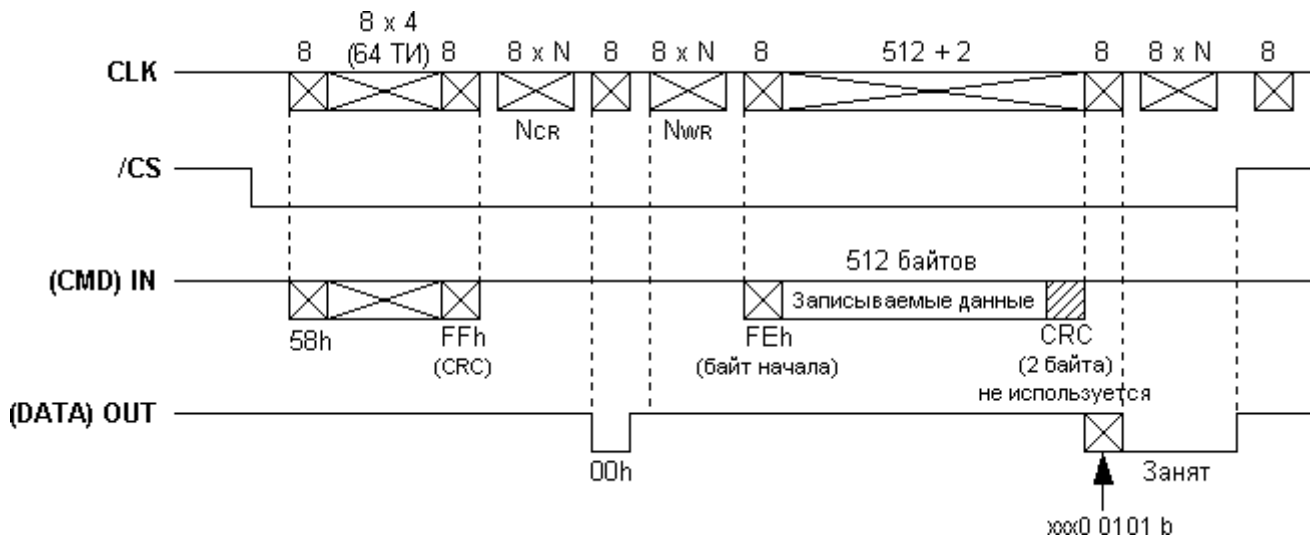 8 x 4
8 (64 ТИ) 8 8 x N 8 8 x N 8 512 + 2 8 8 x N 8
CLK
NCR NWR
/CS
512 байтов
(CMD) IN
Записываемые данные
58h FFh FEh CRC
(CRC) (байт начала) (2 байта)
не используется
(DATA) OUT
00h Занят
xxx0 0101 b